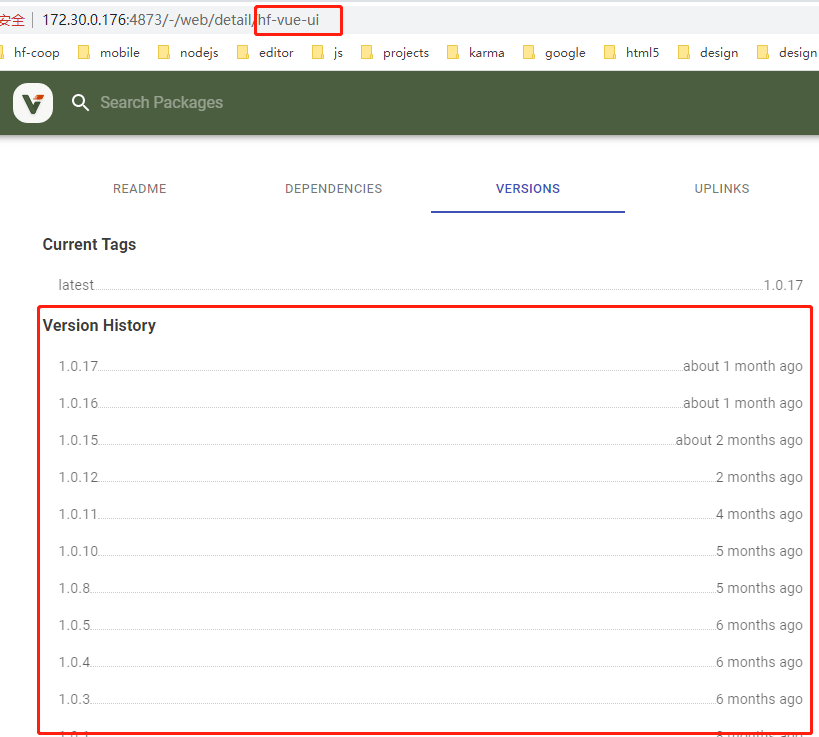 安全 172.30.0.176:4873/-/web/detail/hf-vue-ui
hf-coop mobile nodejs editor js projects karma google html5 design design
Search Packages
README DEPENDENCIES VERSIONS UPLINKS
Current Tags
latest 1.0.17
Version History
1.0.17 about 1 month ago
1.0.16 about 1 month ago
1.0.15 about 2 months ago
1.0.12 2 months ago
1.0.11 4 months ago
1.0.10 5 months ago
1.0.8 5 months ago
1.0.5 6 months ago
1.0.4 6 months ago
1.0.3 6 months ago